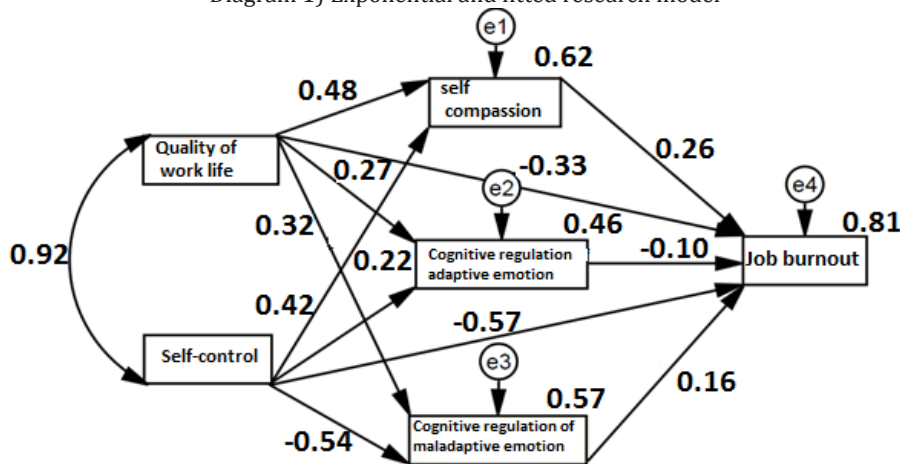 Diagram 1) Exponential and fitted research model
e1
0.62
self
compassion
0.48
Quality of
work life
0.27
0.26
-0.33
e2
e4
0.46
0.81
0.32
Cognitive regulation
adaptive emotion
0.22
-0.10
Job burnout
0.92
0.42
-0.57
Self-control
e3
0.57
0.16
Cognitive regulation of
maladaptive emotion
-0.54